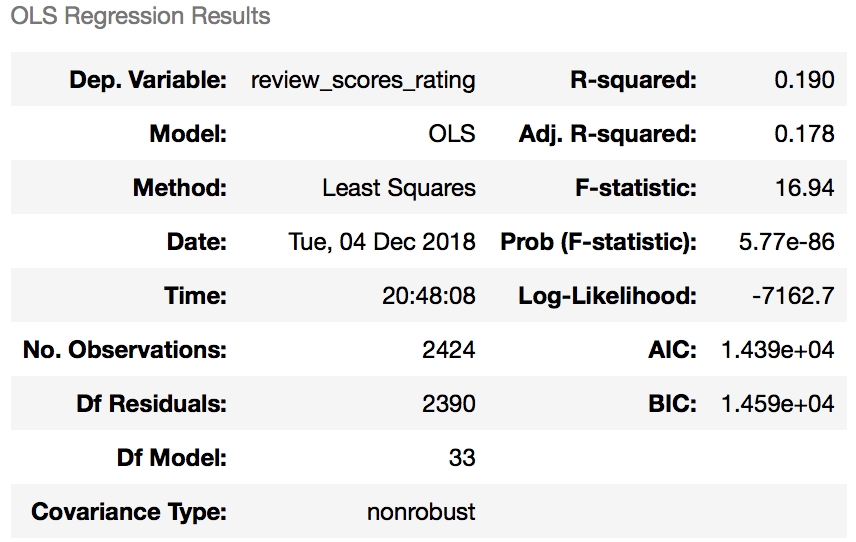 OLS Regression Results
Dep. Variable: review_scores_rating R-squared: 0.190
Model: OLS Adj. R-squared: 0.178
Method: Least Squares F-statistic: 16.94
Date: Tue, 04 Dec 2018 Prob (F-statistic): 5.77e-86
Time: 20:48:08 Log-Likelihood: -7162.7
No. Observations: 2424 AIC: 1.439e+04
Df Residuals: 2390 BIC: 1.459e+04
Df Model: 33
Covariance Type: nonrobust